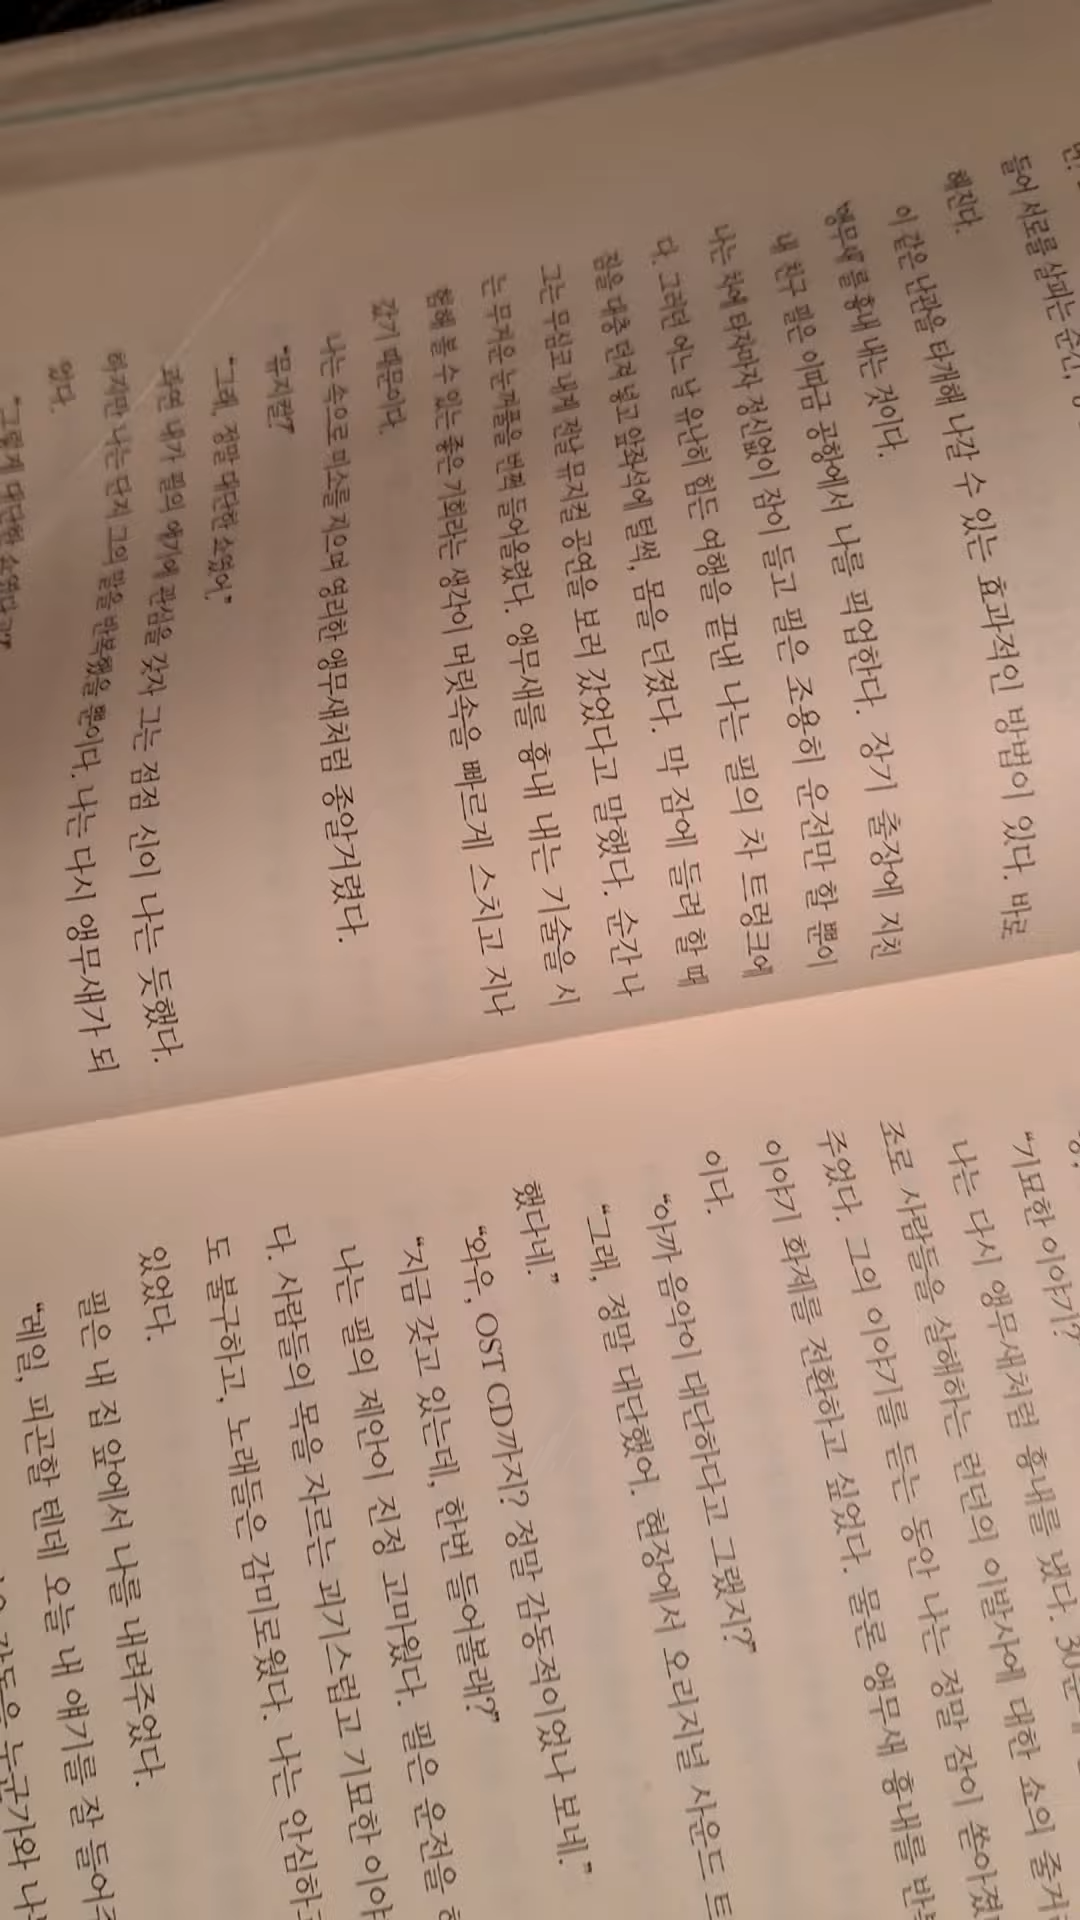 들어 서로를 살피는 순간,
해진다.
이 같은 난관을 타개해 나갈 수 있는 효과적인 방법이 있다. 바로
'앵무새'를 흉내 내는 것이다.
내 친구 필은 이따금 공항에서 나를 픽업한다. 장기 출장에 지친
나는 차에 타자마자 정신없이 잠이 들고 필은 조용히 운전만 할 뿐이
다. 그러던 어느 날 유난히 힘든 여행을 끝낸 나는 필의 차 트렁크에
짐을 대충 던져 넣고 앞좌석에 털썩, 몸을 던졌다. 막 잠에 들려 할 때
그는 무심코 내게 전날 뮤지컬 공연을 보러 갔었다고 말했다. 순간 나
는 무거운 눈꺼풀을 번쩍 들어올렸다. 앵무새를 흉내 내는 기술을 시
험해 볼 수 있는 좋은 기회라는 생각이 머릿속을 빠르게 스치고 지나
갔기 때문이다.
나는 속으로 미소를 지으며 영리한 앵무새처럼 종알거렸다.
"뮤지컬?"
"그래, 정말 대단한 쇼였어."
과연 내가 필의 얘기에 관심을 갖자 그는 점점 신이 나는 듯했다.
하지만 나는 단지 그의 말을 반복했을 뿐이다. 나는 다시 앵무새가 되
었다.
"그렇게 대단한 쇼였다고?"
"기묘한 이야기?
나는 다시 앵무새처럼 흉내를 냈다. 30분
조로 사람들을 살해하는 런던의 이발사에 대한 쇼의 줄거
주었다. 그의 이야기를 듣는 동안 나는 정말 잠이 쏟아졌
이야기 화제를 전환하고 싶었다. 물론 앵무새 흉내를 반
이다.
"아까 음악이 대단하다고 그랬지?"
"그래, 정말 대단했어. 현장에서 오리지널 사운드 트
했다네."
"와우, OST CD까지? 정말 감동적이었나 보네."
"지금 갖고 있는데, 한번 들어볼래?"
나는 필의 제안이 진정 고마웠다. 필은 운전을
다. 사람들의 목을 자르는 괴기스럽고 기묘한 이야
도 불구하고, 노래들은 감미로웠다. 나는 안심하
있었다.
필은 내 집 앞에서 나를 내려주었다.
"레일, 피곤할 텐데 오늘 내 얘기를 잘 들어
감동을 누군가와 나